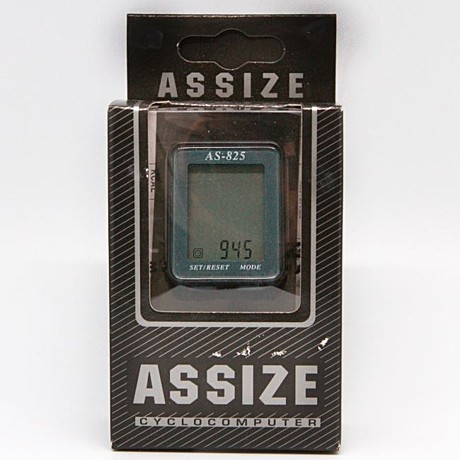 ASSIZE
AS-825
945
SET/RESET MODE
ASSIZE
CYCLOCOMPUTER